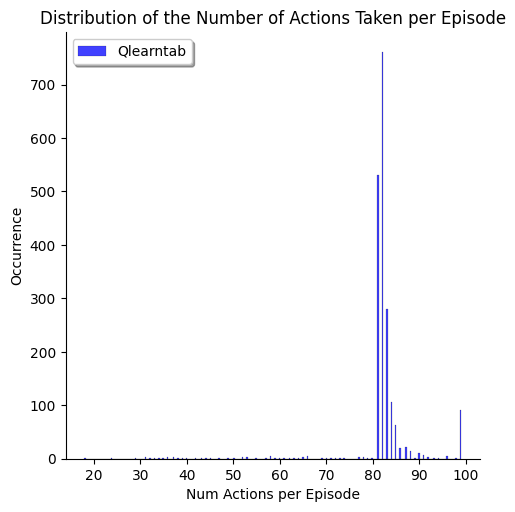 Distribution of the Number of Actions Taken per Episode
Qlearntab
700
600
500
400
300
200
100
0
Occurrence
20 30 40 50 60 70 80 90 100
Num Actions per Episode